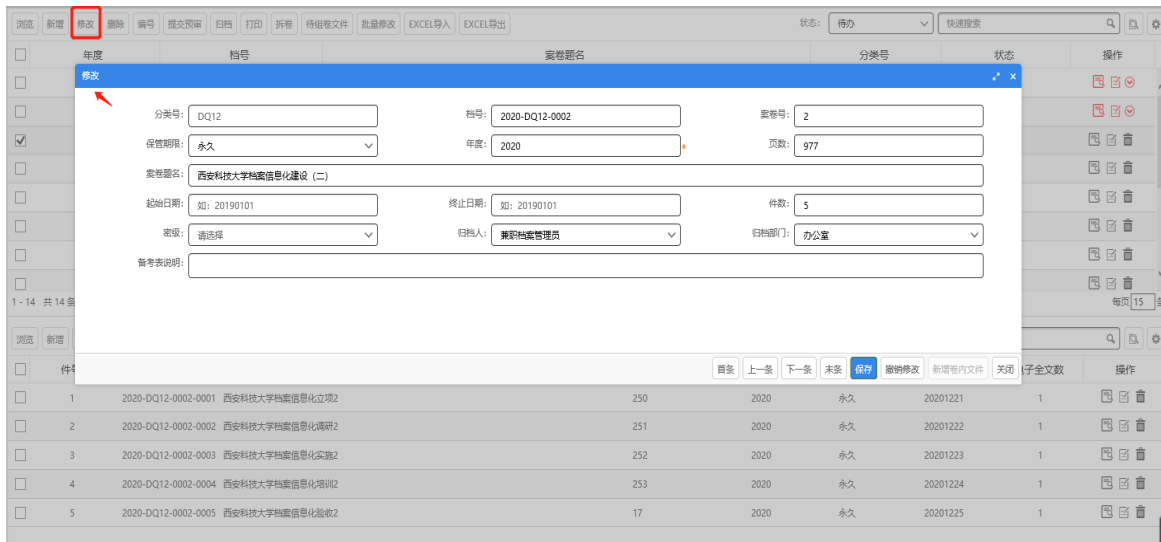 浏览 新增 修改 删除 编号 提交预审 归档 打印 拆卷 待组卷文件 批量修改 EXCEL导入 EXCEL导出 状态: 待办 快速搜索
年度 档号 案卷题名 分类号 状态 操作
修改
分类号: DQ12 档号: 2020-DQ12-0002 案卷号: 2
保管期限: 永久 年度: 2020 * 页数: 977
案卷题名: 西安科技大学档案信息化建设（二）
起始日期: 如: 20190101 终止日期: 如: 20190101 件数: 5
密级: 请选择 归档人: 兼职档案管理员 归档部门: 办公室
备考表说明:
1 - 14 共 14 每页 15
浏览 新增
首条 上一条 下一条 末条 保存 撤销修改 新增卷内文件 关闭
件 子全文数 操作
1 2020-DQ12-0002-0001 西安科技大学档案信息化立项2 250 2020 永久 20201221 1
2 2020-DQ12-0002-0002 西安科技大学档案信息化调研2 251 2020 永久 20201222 1
3 2020-DQ12-0002-0003 西安科技大学档案信息化实施2 252 2020 永久 20201223 1
4 2020-DQ12-0002-0004 西安科技大学档案信息化培训2 253 2020 永久 20201224 1
5 2020-DQ12-0002-0005 西安科技大学档案信息化验收2 17 2020 永久 20201225 1